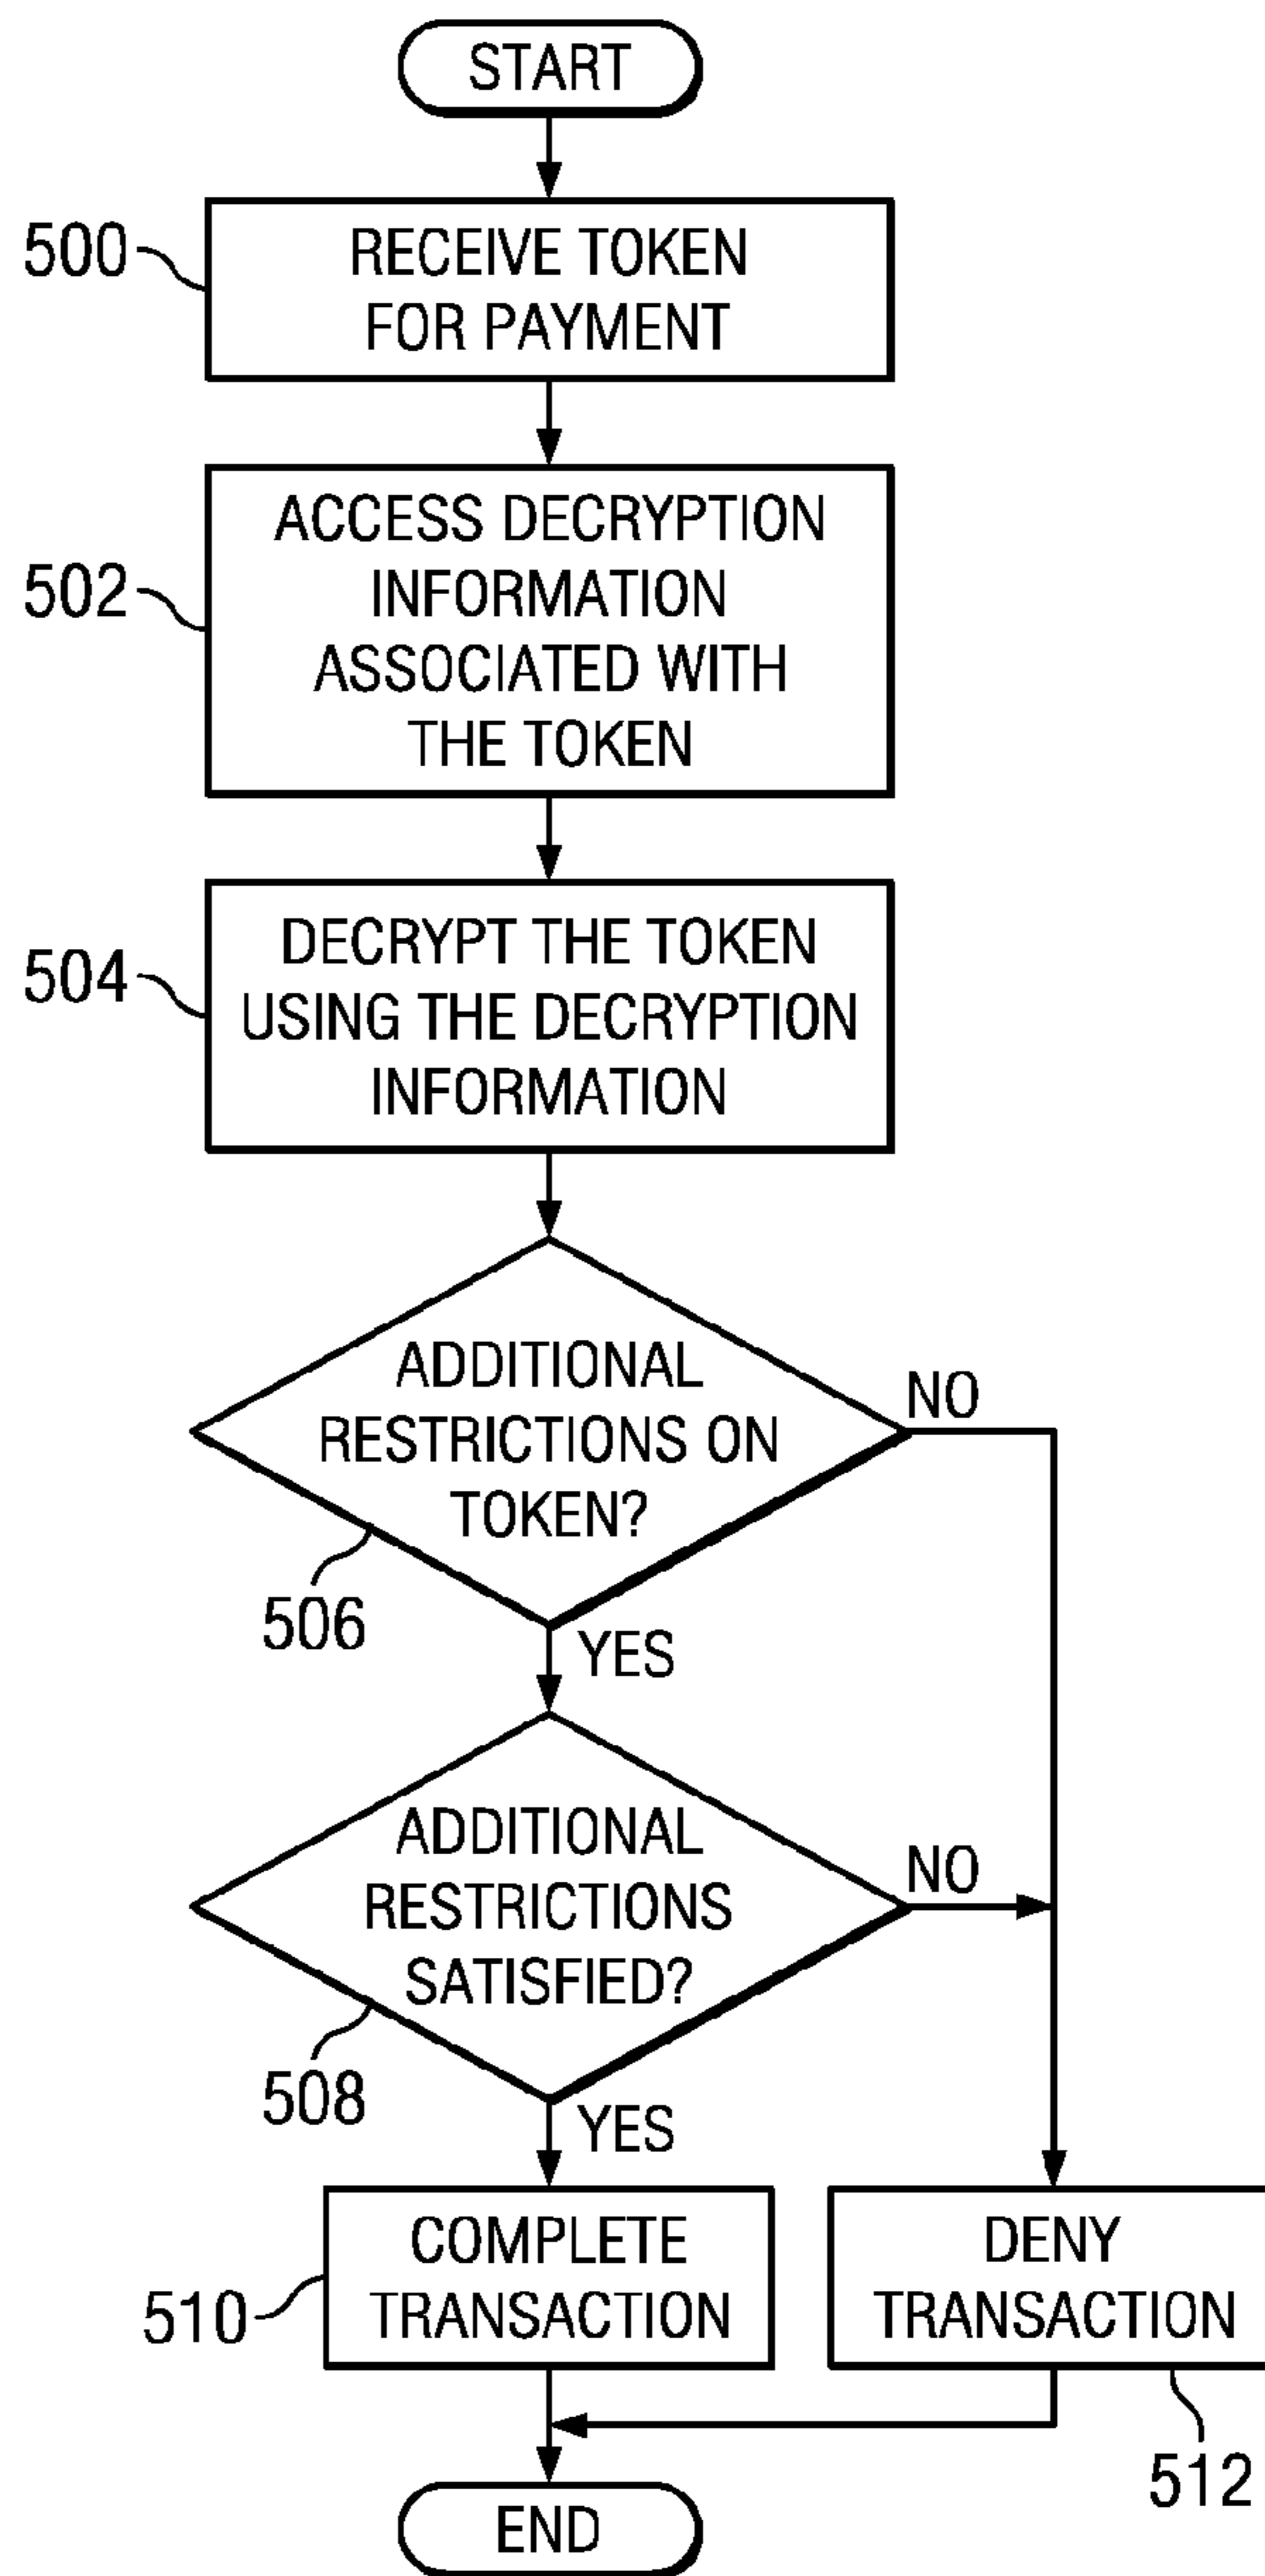 START
500
RECEIVE TOKEN
FOR PAYMENT
502
ACCESS DECRYPTION
INFORMATION
ASSOCIATED WITH
THE TOKEN
504
DECRYPT THE TOKEN
USING THE DECRYPTION
INFORMATION
ADDITIONAL
RESTRICTIONS ON
TOKEN?
NO
506
YES
ADDITIONAL
RESTRICTIONS
SATISFIED?
NO
508
YES
510
COMPLETE
TRANSACTION
DENY
TRANSACTION
512
END